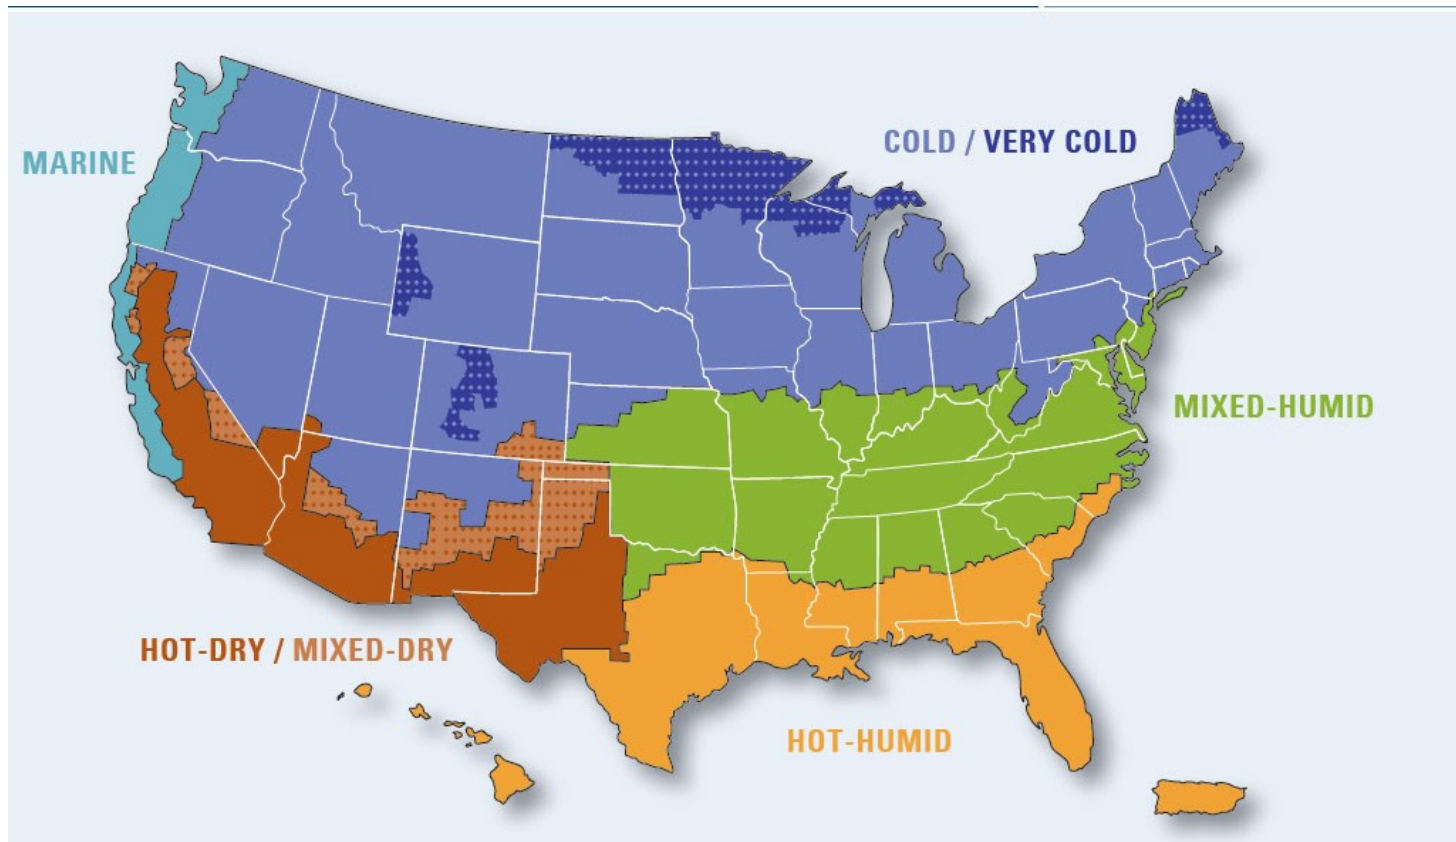 COLD / VERY COLD
MARINE
MIXED-HUMID
HOT-DRY / MIXED-DRY
HOT-HUMID